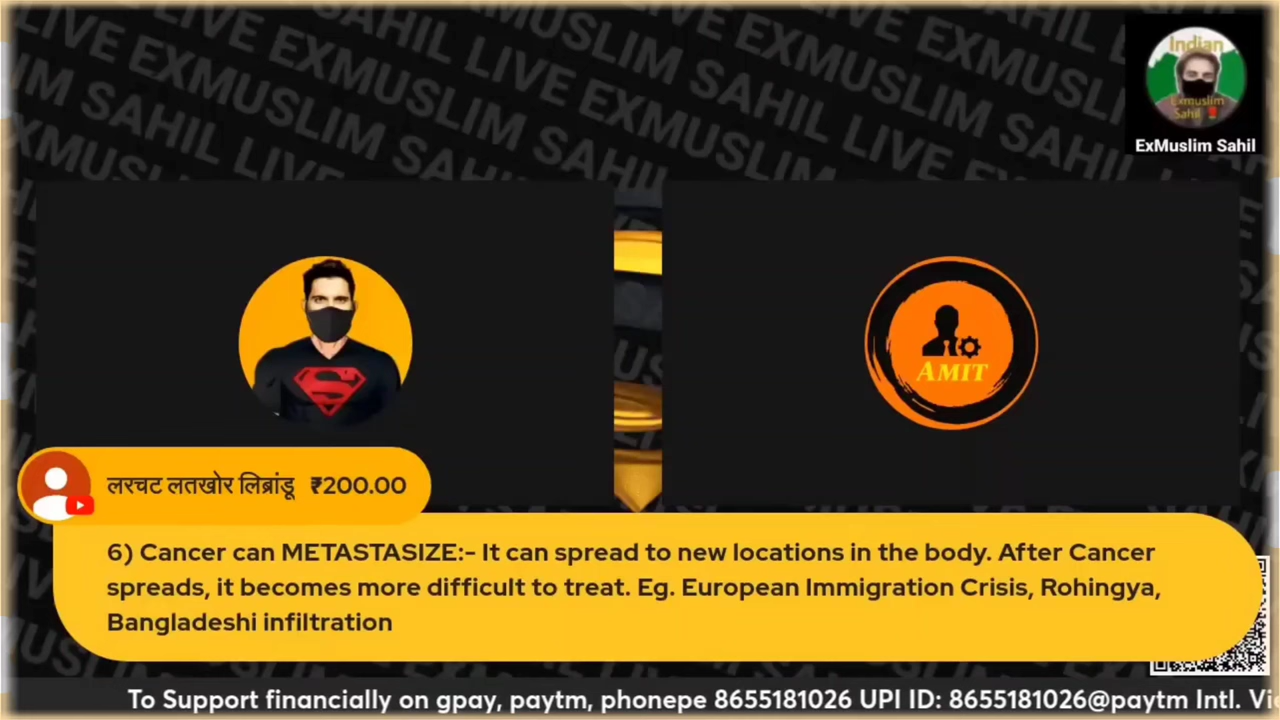 Indian
Exmuslim
Sahil
ExMuslim Sahil
AMIT
लरचट लतखोर लिब्रांडू ₹200.00
6) Cancer can METASTASIZE:- It can spread to new locations in the body. After Cancer
spreads, it becomes more difficult to treat. Eg. European Immigration Crisis, Rohingya,
Bangladeshi infiltration
To Support financially on gpay, paytm, phonepe 8655181026 UPI ID: 8655181026@paytm Intl.